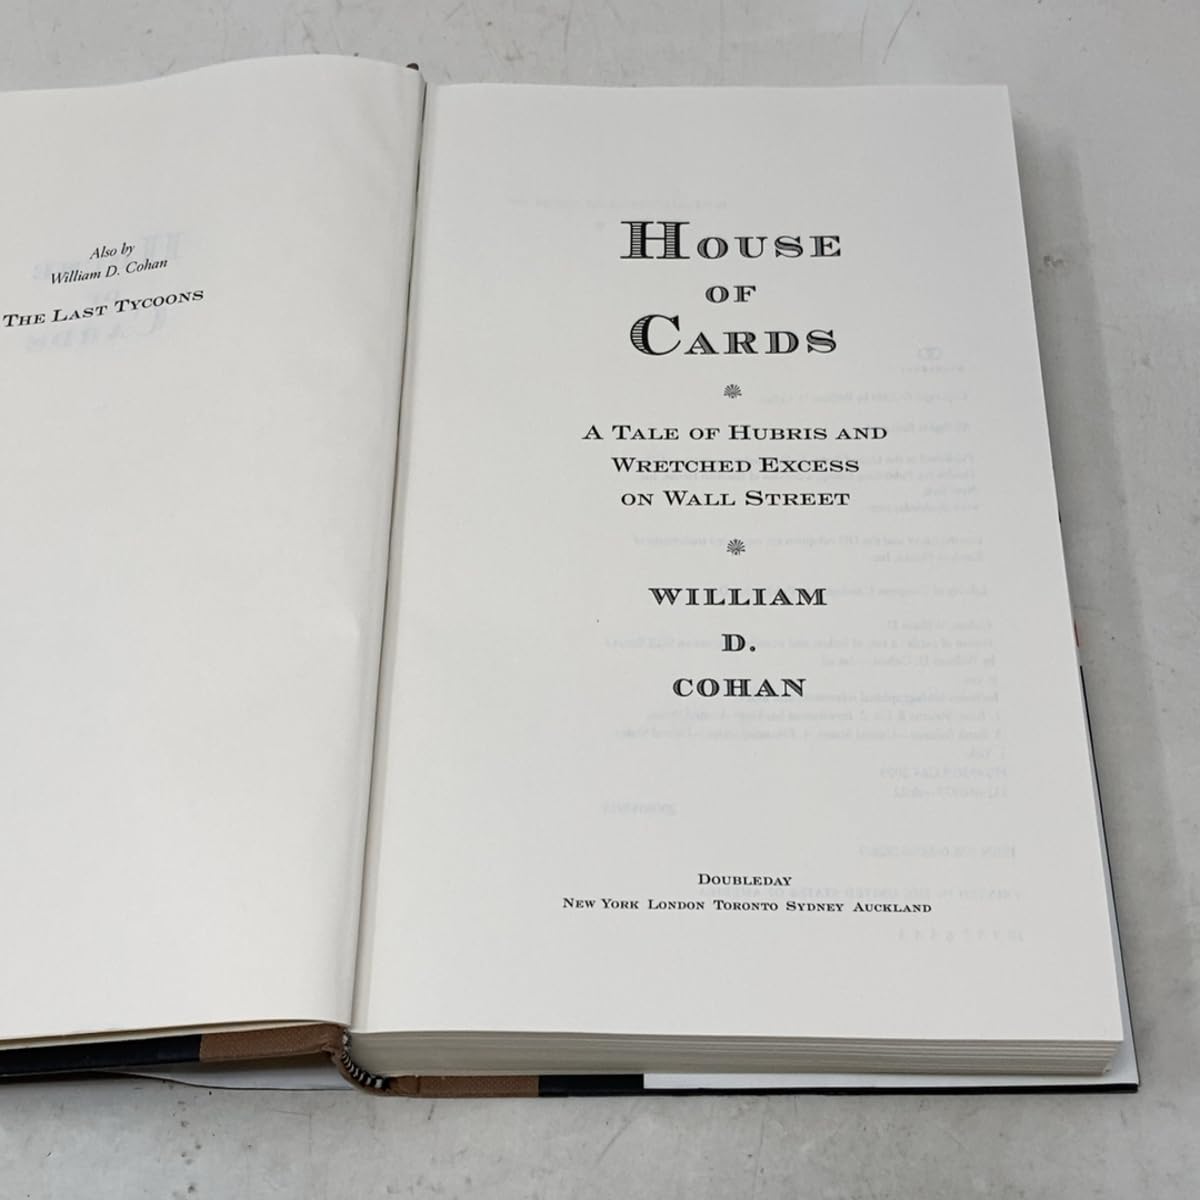 Also by
William D. Cohan
The Last Tycoons
House
of
Cards
A Tale of Hubris and
Wretched Excess
on Wall Street
WILLIAM
D.
COHAN
Doubleday
New York London Toronto Sydney Auckland